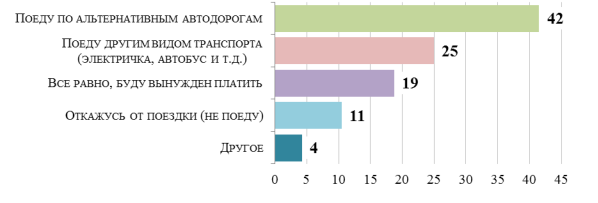 Поеду по альтернативным автодорогам 42
Поеду другим видом транспорта
(электричка, автобус и т.д.) 25
Все равно, буду вынужден платить 19
Откажусь от поездки (не поеду) 11
Другое 4
0 5 10 15 20 25 30 35 40 45